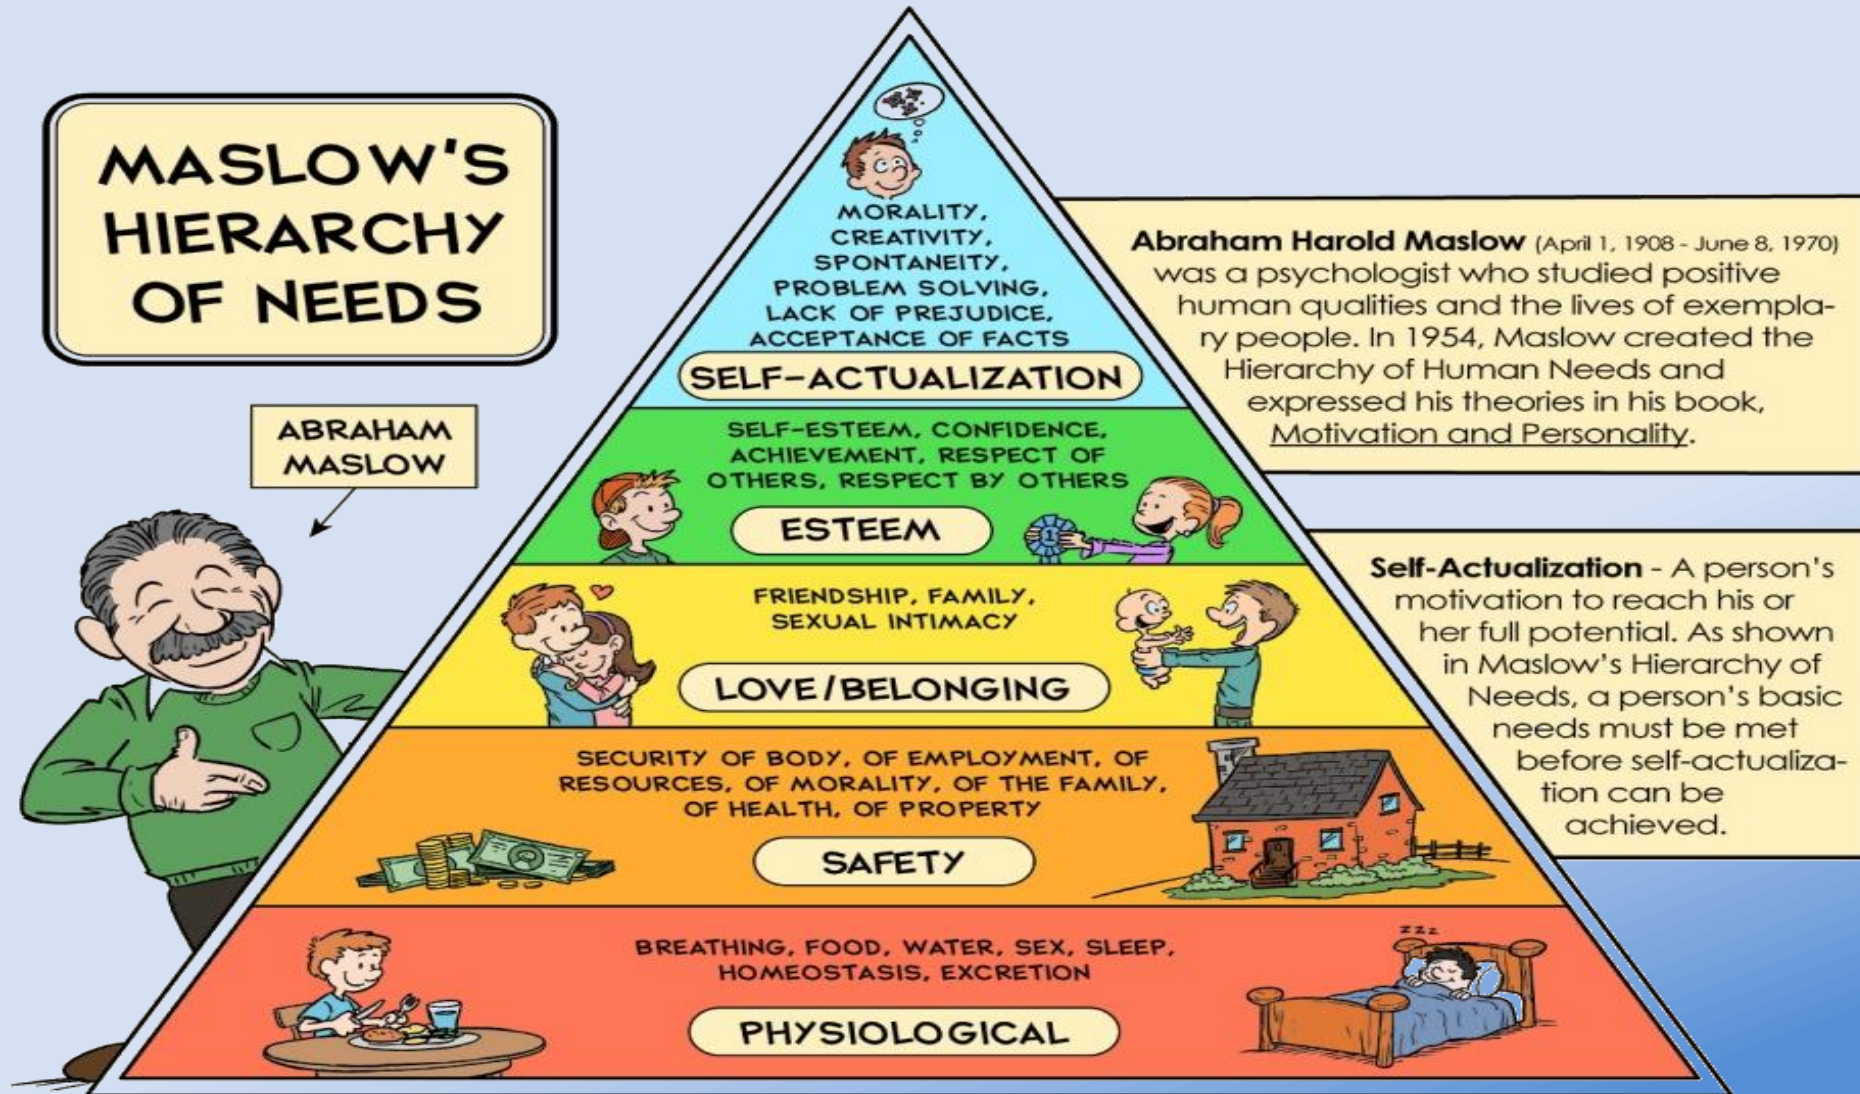 MASLOW'S
HIERARCHY
OF NEEDS
ABRAHAM
MASLOW
MORALITY,
CREATIVITY,
SPONTANEITY,
PROBLEM SOLVING,
LACK OF PREJUDICE,
ACCEPTANCE OF FACTS
SELF-ACTUALIZATION
SELF-ESTEEM, CONFIDENCE,
ACHIEVEMENT, RESPECT OF
OTHERS, RESPECT BY OTHERS
ESTEEM
1
FRIENDSHIP, FAMILY,
SEXUAL INTIMACY
LOVE/BELONGING
SECURITY OF BODY, OF EMPLOYMENT, OF
RESOURCES, OF MORALITY, OF THE FAMILY,
OF HEALTH, OF PROPERTY
SAFETY
BREATHING, FOOD, WATER, SEX, SLEEP,
HOMEOSTASIS, EXCRETION
PHYSIOLOGICAL
zzz
Abraham Harold Maslow (April 1, 1908 - June 8, 1970)
was a psychologist who studied positive
human qualities and the lives of exempla-
ry people. In 1954, Maslow created the
Hierarchy of Human Needs and
expressed his theories in his book,
Motivation and Personality.
Self-Actualization - A person's
motivation to reach his or
her full potential. As shown
in Maslow's Hierarchy of
Needs, a person's basic
needs must be met
before self-actualiza-
tion can be
achieved.